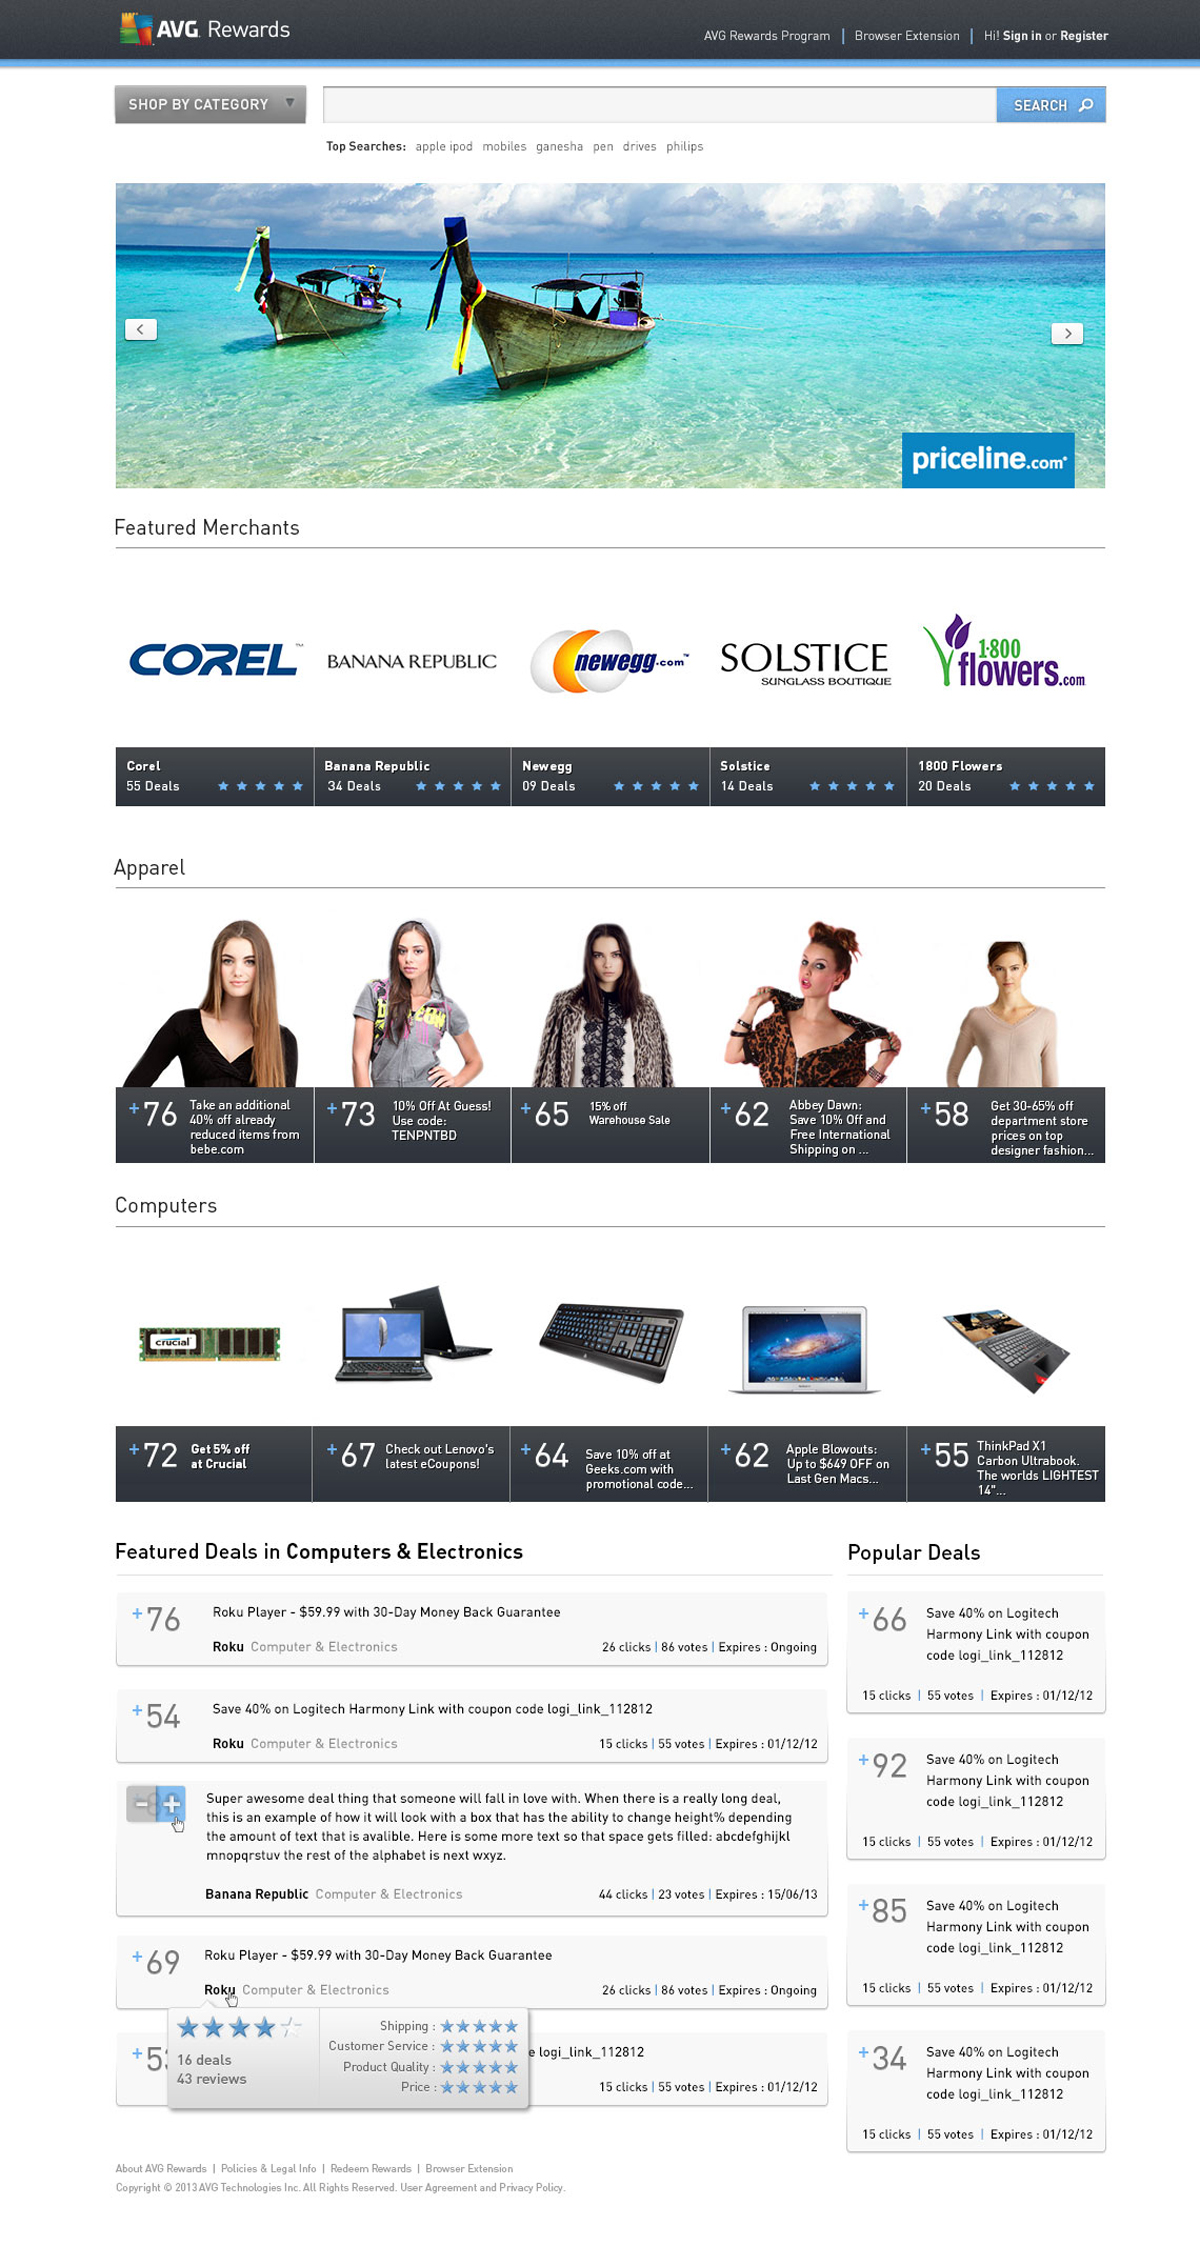 AVG. Rewards
AVG Rewards Program | Browser Extension | Hi! Sign in or Register
SHOP BY CATEGORY
SEARCH
Top Searches: apple ipod mobiles ganesha pen drives philips
priceline.com
Featured Merchants
COREL™
BANANA REPUBLIC
newegg.com™
SOLSTICE
SUNGLASS BOUTIQUE
1·800
flowers.com
Corel
55 Deals
Banana Republic
34 Deals
Newegg
09 Deals
Solstice
14 Deals
1800 Flowers
20 Deals
Apparel
+76
Take an additional
40% off already
reduced items from
bebe.com
+73
10% Off At Guess!
Use code:
TENPNTBD
+65
15% off
Warehouse Sale
+62
Abbey Dawn:
Save 10% Off and
Free International
Shipping on ...
+58
Get 30-65% off
department store
prices on top
designer fashion...
Computers
crucial
+72
Get 5% off
at Crucial
+67
Check out Lenovo's
latest eCoupons!
+64
Save 10% off at
Geeks.com with
promotional code...
+62
Apple Blowouts:
Up to $649 OFF on
Last Gen Macs...
+55
ThinkPad X1
Carbon Ultrabook.
The worlds LIGHTEST
14"...
Featured Deals in Computers & Electronics
+76
Roku Player - $59.99 with 30-Day Money Back Guarantee
Roku Computer & Electronics
26 clicks | 86 votes | Expires : Ongoing
+54
Save 40% on Logitech Harmony Link with coupon code logi_link_112812
Roku Computer & Electronics
15 clicks | 55 votes | Expires : 01/12/12
- +
Super awesome deal thing that someone will fall in love with. When there is a really long deal,
this is an example of how it will look with a box that has the ability to change height% depending
the amount of text that is avalible. Here is some more text so that space gets filled: abcdefghijkl
mnopqrstuv the rest of the alphabet is next wxyz.
Banana Republic Computer & Electronics
44 clicks | 23 votes | Expires : 15/06/13
+69
Roku Player - $59.99 with 30-Day Money Back Guarantee
Roku Computer & Electronics
26 clicks | 86 votes | Expires : Ongoing
16 deals
43 reviews
Shipping :
Customer Service :
Product Quality :
Price :
+5
e logi_link_112812
15 clicks | 55 votes | Expires : 01/12/12
Popular Deals
+66
Save 40% on Logitech
Harmony Link with coupon
code logi_link_112812
15 clicks | 55 votes | Expires : 01/12/12
+92
Save 40% on Logitech
Harmony Link with coupon
code logi_link_112812
15 clicks | 55 votes | Expires : 01/12/12
+85
Save 40% on Logitech
Harmony Link with coupon
code logi_link_112812
15 clicks | 55 votes | Expires : 01/12/12
+34
Save 40% on Logitech
Harmony Link with coupon
code logi_link_112812
15 clicks | 55 votes | Expires : 01/12/12
About AVG Rewards | Policies & Legal Info | Redeem Rewards | Browser Extension
Copyright © 2013 AVG Technologies Inc. All Rights Reserved. User Agreement and Privacy Policy.